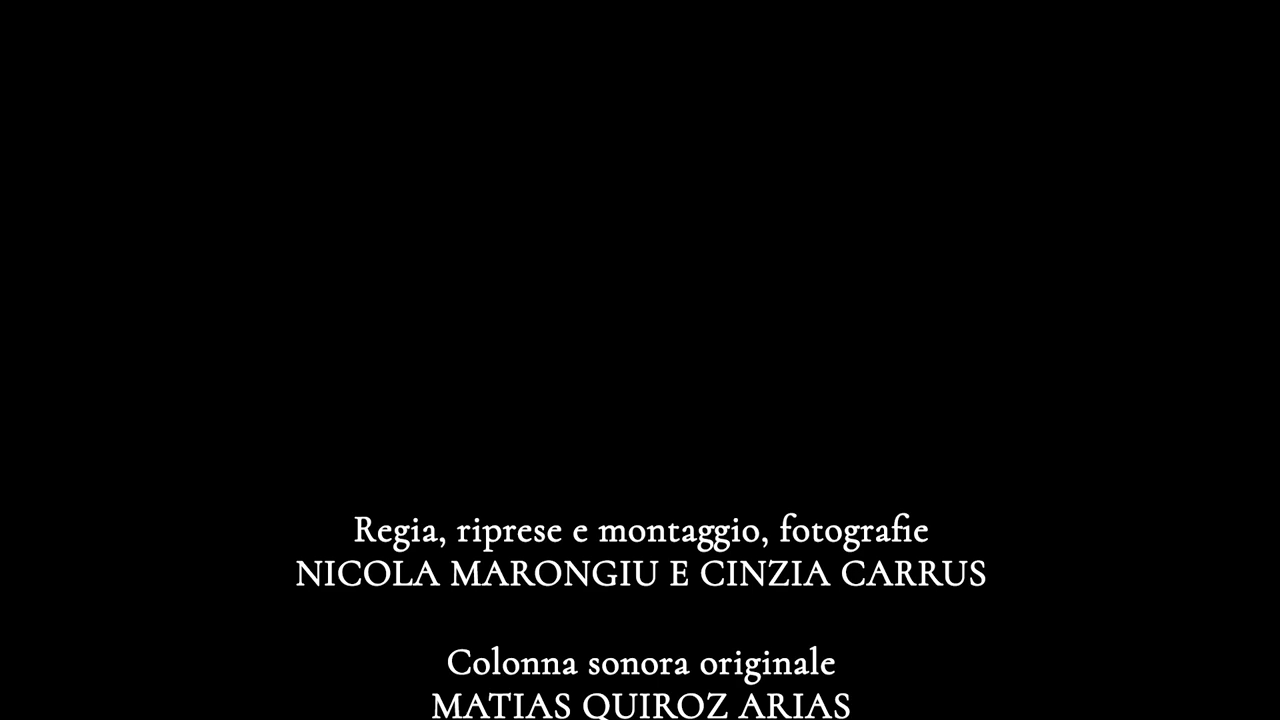 Regia, riprese e montaggio, fotografie
NICOLA MARONGIU E CINZIA CARRUS
Colonna sonora originale
MATIAS QUIROZ ARIAS